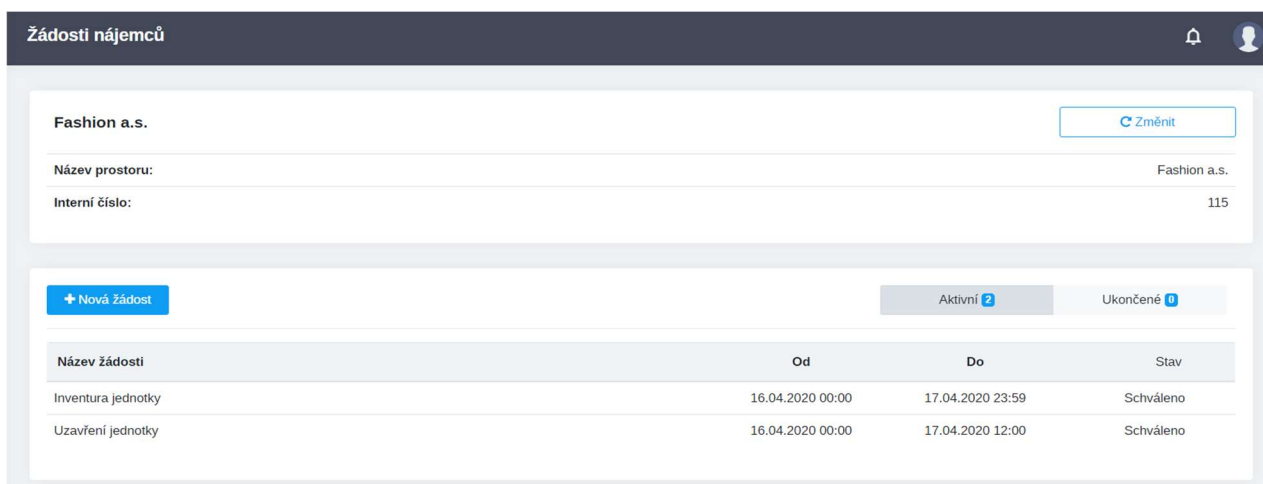 Žádosti nájemců
Fashion a.s.
Změnit
Název prostoru: Fashion a.s.
Interní číslo: 115
Nová žádost
Aktivní 2 Ukončené 0
Název žádosti Od Do Stav
Inventura jednotky 16.04.2020 00:00 17.04.2020 23:59 Schváleno
Uzavření jednotky 16.04.2020 00:00 17.04.2020 12:00 Schváleno